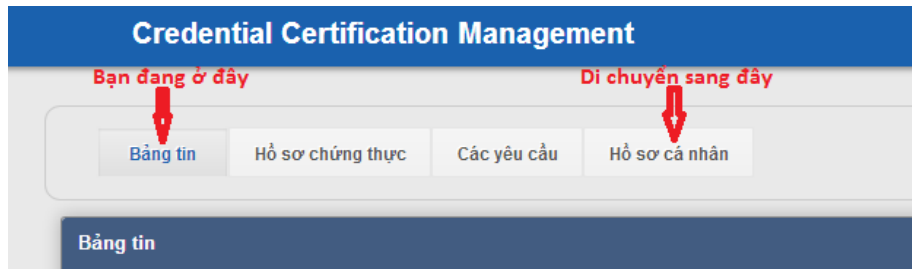 Credential Certification Management
Bạn đang ở đây Di chuyển sang đây
Bảng tin Hồ sơ chứng thực Các yêu cầu Hồ sơ cá nhân
Bảng tin